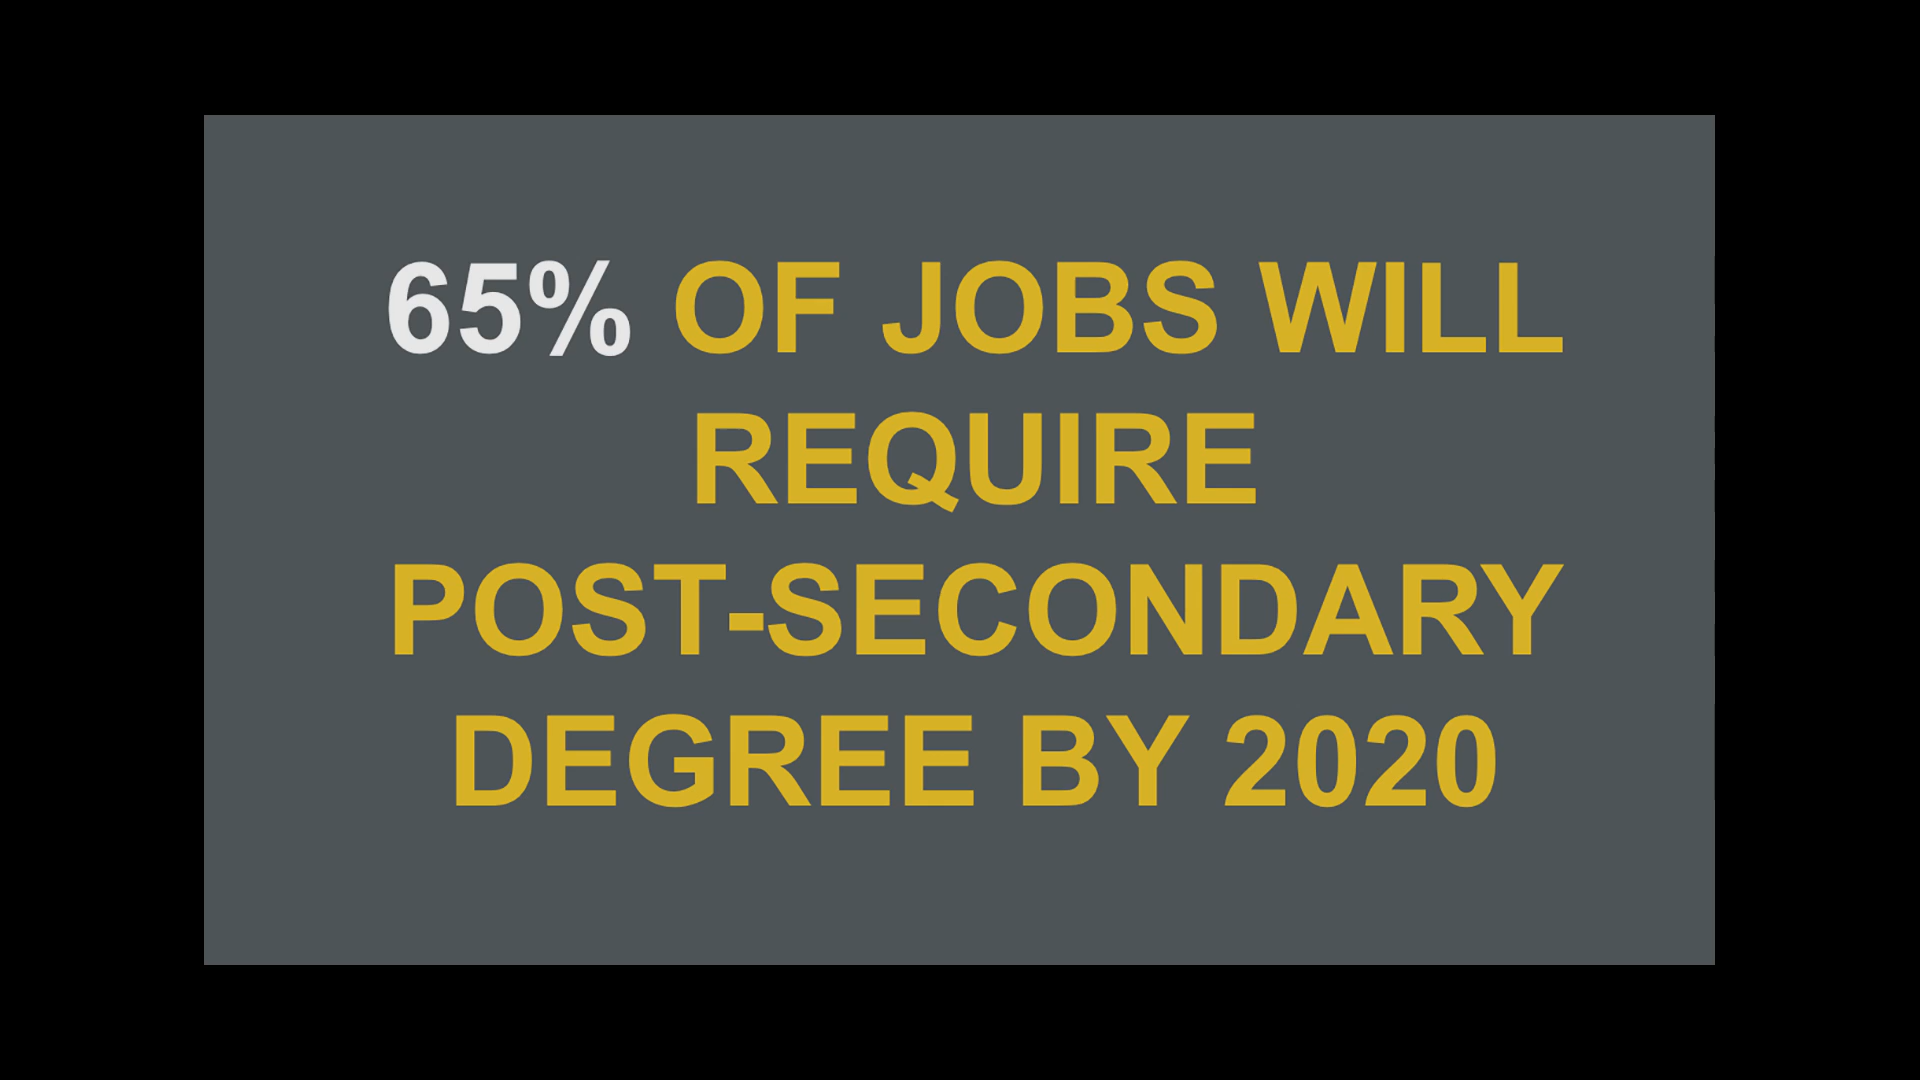 65% OF JOBS WILL
REQUIRE
POST-SECONDARY
DEGREE BY 2020